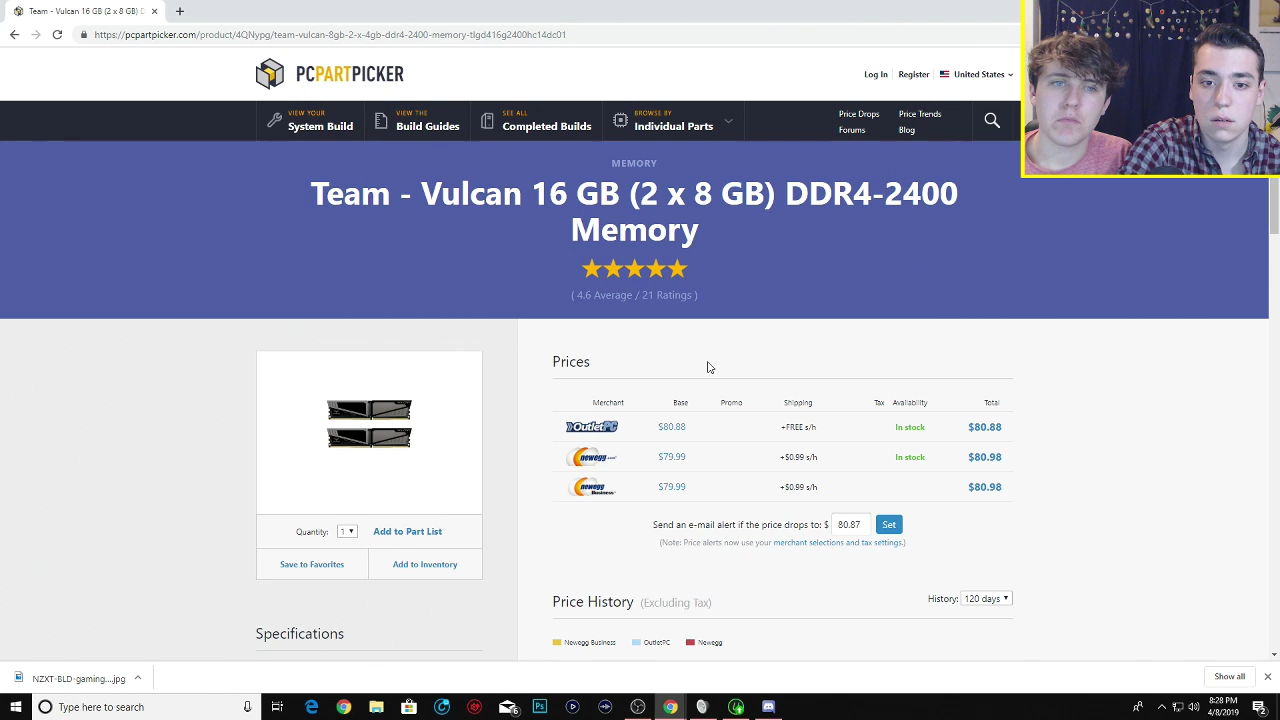 Team - Vulcan 16 GB (2 x 8 GB) D
https://pcpartpicker.com/product/4QNypg/team-vulcan-8gb-2-x-4gb-ddr4-2400-memory-tlgd416g2400hc14dc01
PCPARTPICKER
Log In
Register
United States
VIEW YOUR
System Build
VIEW THE
Build Guides
SEE ALL
Completed Builds
BROWSE BY
Individual Parts
Price Drops
Price Trends
Forums
Blog
MEMORY
Team - Vulcan 16 GB (2 x 8 GB) DDR4-2400
Memory
( 4.6 Average / 21 Ratings )
Prices
Merchant Base Promo Shipping Tax Availability Total
OutletPC $80.88 +FREE s/h In stock $80.88
newegg.com $79.99 +$0.99 s/h In stock $80.98
newegg Business $79.99 +$0.99 s/h $80.98
Send an e-mail alert if the price drops to: $ 80.87 Set
(Note: Price alerts now use your merchant selections and tax settings.)
Quantity: 1 Add to Part List
Save to Favorites
Add to Inventory
Price History (Excluding Tax)
History: 120 days
Newegg Business OutletPC Newegg
Specifications
NZXT-BLD-gaming....jpg
Show all
Type here to search
5
Ps
8:28 PM
4/8/2019